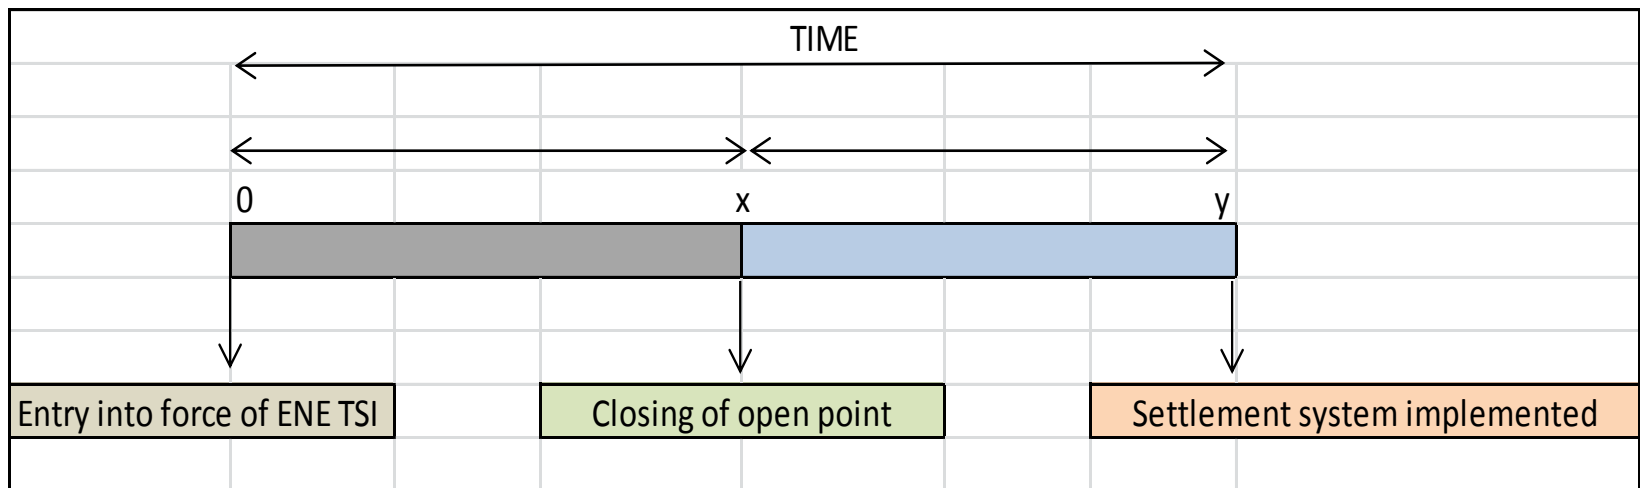 TIME
0 x y
Entry into force of ENE TSI Closing of open point Settlement system implemented